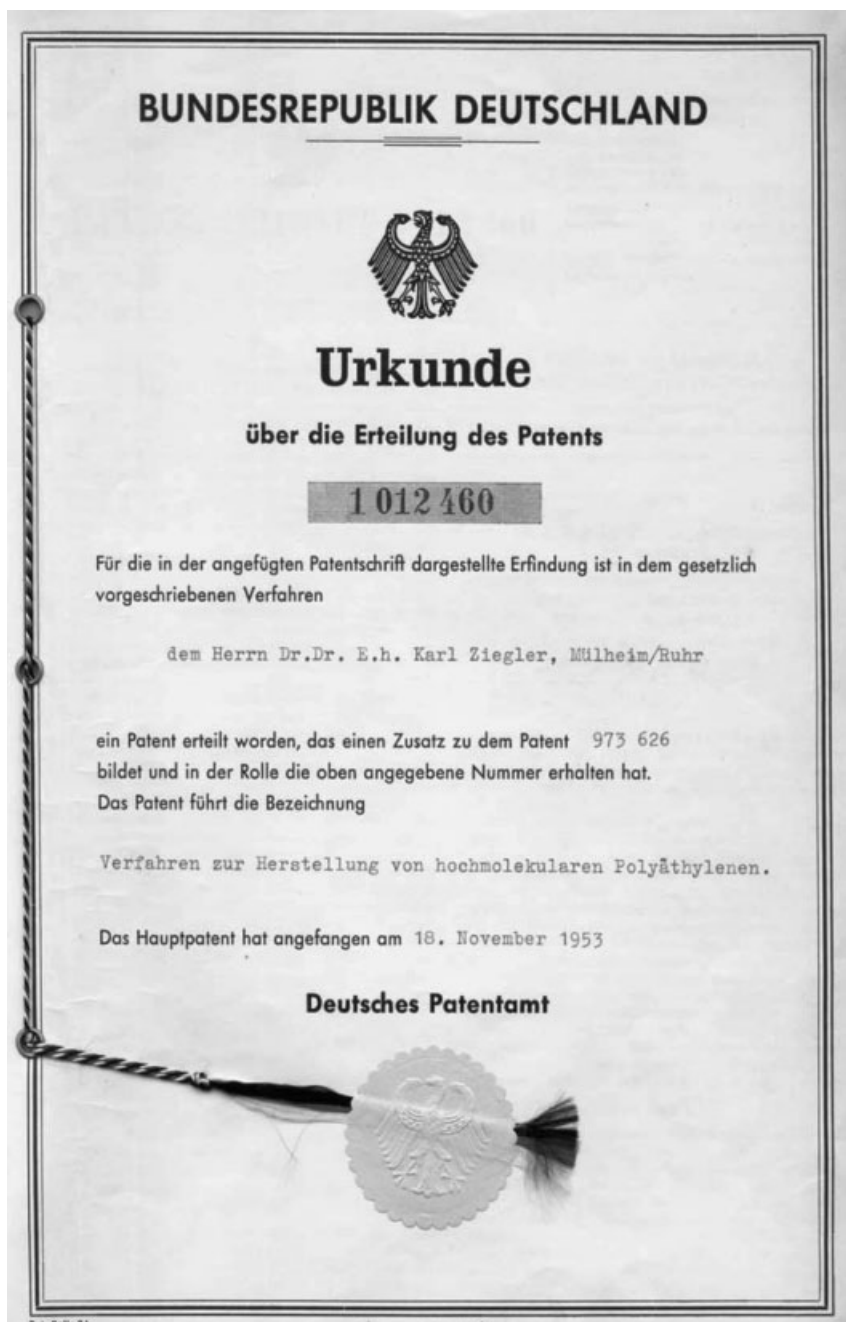 BUNDESREPUBLIK DEUTSCHLAND
Urkunde
über die Erteilung des Patents
1 012 460
Für die in der angefügten Patentschrift dargestellte Erfindung ist in dem gesetzlich
vorgeschriebenen Verfahren
dem Herrn Dr.Dr. E.h. Karl Ziegler, Mülheim/Ruhr
ein Patent erteilt worden, das einen Zusatz zu dem Patent 973 626
bildet und in der Rolle die oben angegebene Nummer erhalten hat.
Das Patent führt die Bezeichnung
Verfahren zur Herstellung von hochmolekularen Polyäthylenen.
Das Hauptpatent hat angefangen am 18. November 1953
Deutsches Patentamt